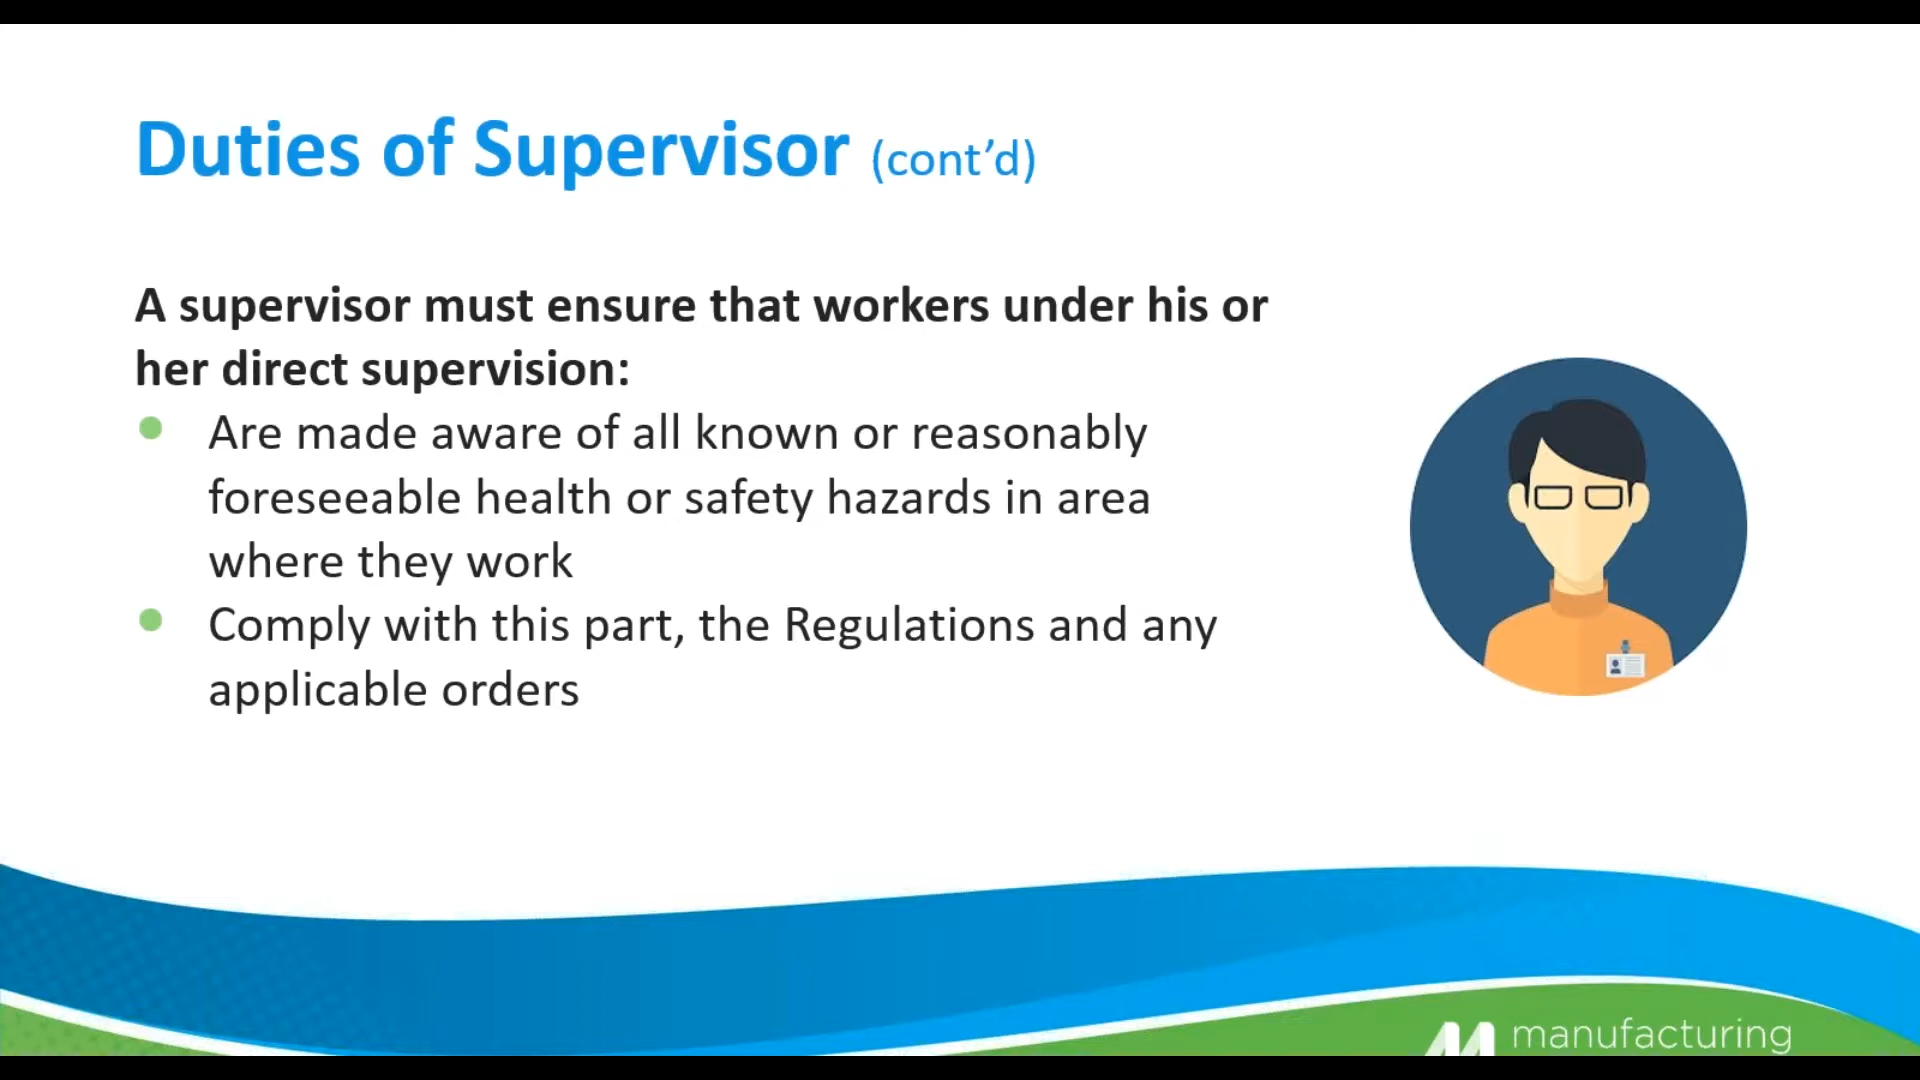 Duties of Supervisor (cont’d)
A supervisor must ensure that workers under his or
her direct supervision:
Are made aware of all known or reasonably
foreseeable health or safety hazards in area
where they work
Comply with this part, the Regulations and any
applicable orders
manufacturing